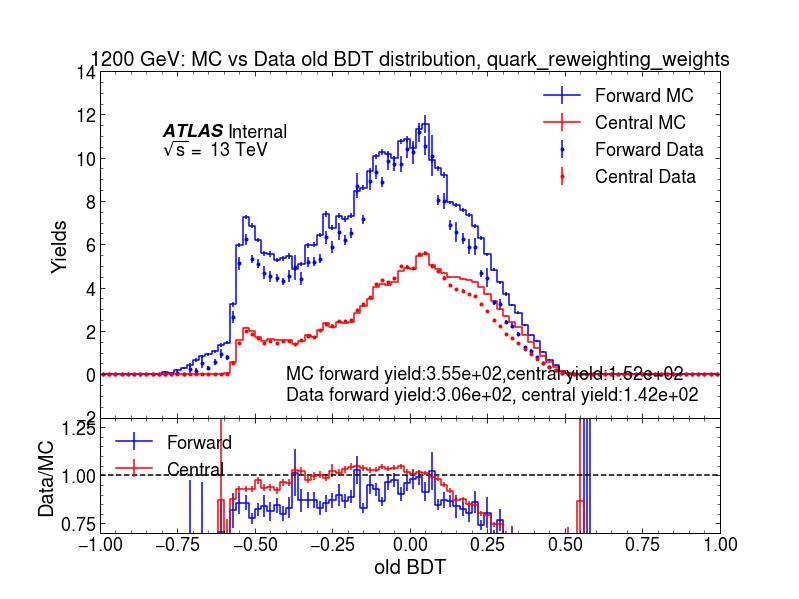 1200 GeV: MC vs Data old BDT distribution, quark_reweighting_weights
14
12
10
8
6
4
2
0
−2
Yields
ATLAS Internal
√s = 13 TeV
Forward MC
Central MC
Forward Data
Central Data
MC forward yield:3.55e+02,central yield:1.52e+02
Data forward yield:3.06e+02, central yield:1.42e+02
1.25
1.00
0.75
Data/MC
Forward
Central
−1.00 −0.75 −0.50 −0.25 0.00 0.25 0.50 0.75 1.00
old BDT